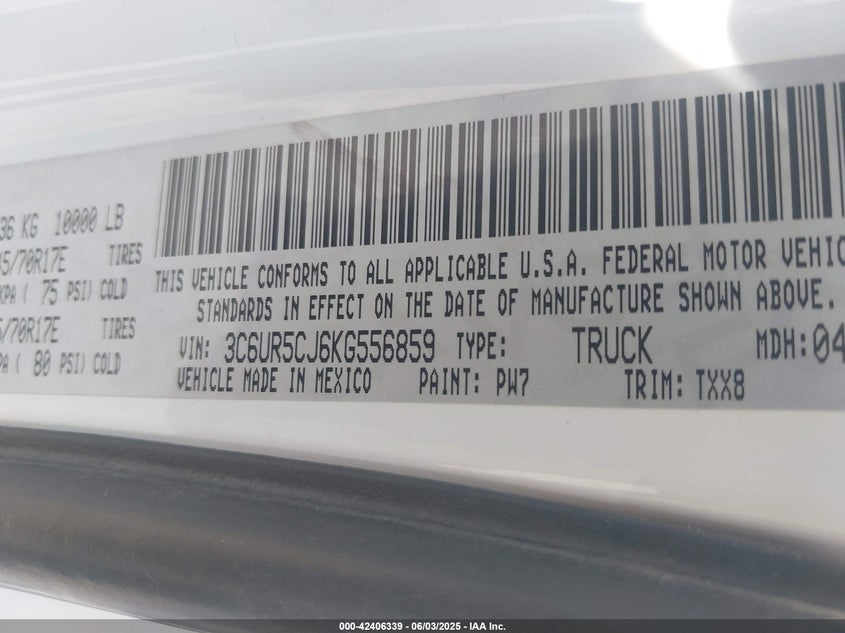 36 KG 10000 LB
5/70R17E TIRES
KPA ( 75 PSI) COLD
/70R17E TIRES
PA ( 80 PSI) COLD
THIS VEHICLE CONFORMS TO ALL APPLICABLE U.S.A. FEDERAL MOTOR VEHIC
STANDARDS IN EFFECT ON THE DATE OF MANUFACTURE SHOWN ABOVE.
VIN: 3C6UR5CJ6KG556859 TYPE: TRUCK MDH:04
VEHICLE MADE IN MEXICO PAINT: PW7 TRIM: TXX8
000-42406339 - 06/03/2025 - IAA Inc.